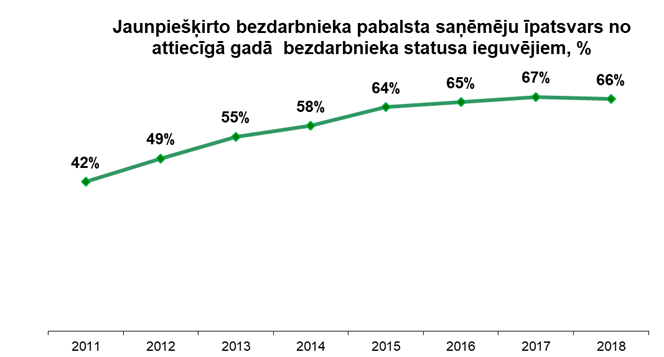 Jaunpiešķirto bezdarbnieka pabalsta saņēmēju īpatsvars no
attiecīgā gadā  bezdarbnieka statusa ieguvējiem, %
42%
49%
55%
58%
64%
65%
67%
66%
2011 2012 2013 2014 2015 2016 2017 2018